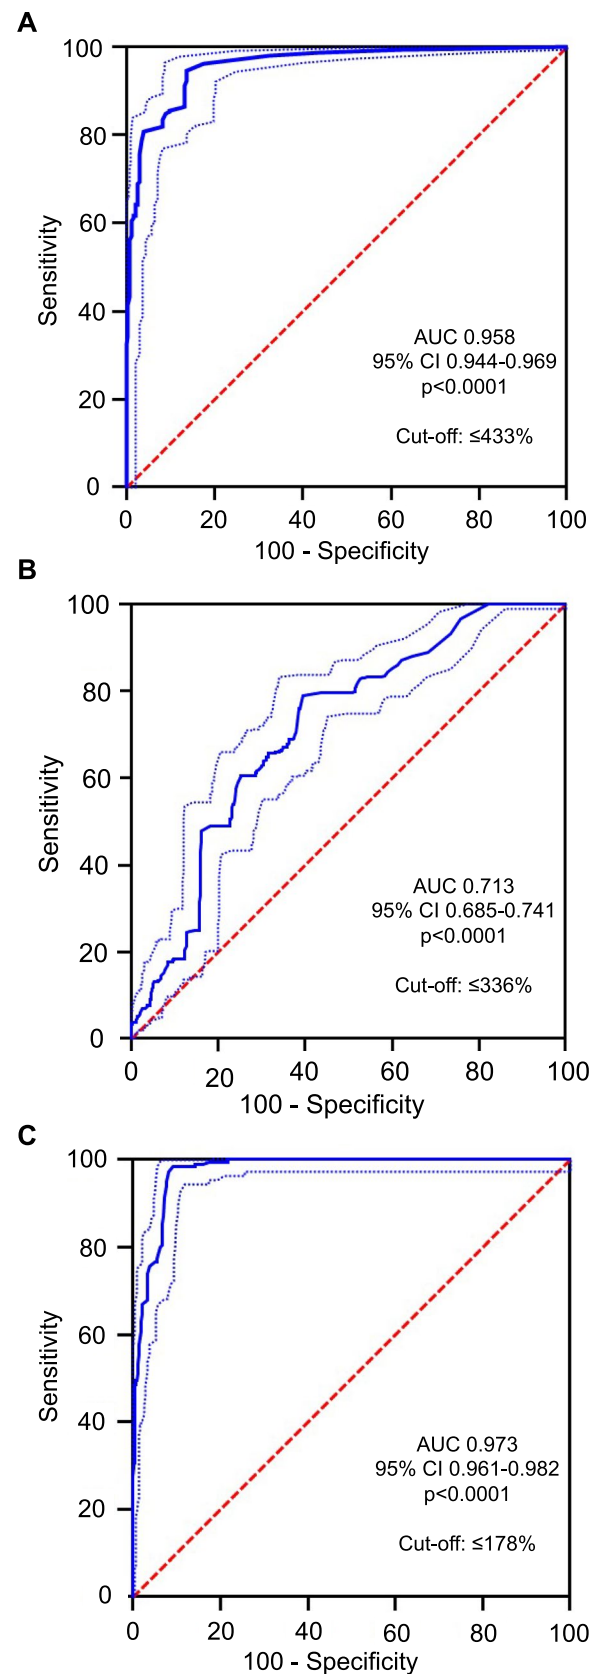 A
100
80
60
40
20
0
Sensitivity
AUC 0.958
95% CI 0.944-0.969
p<0.0001
Cut-off: ≤433%
0 20 40 60 80 100
100 - Specificity
B
100
80
60
40
20
0
Sensitivity
AUC 0.713
95% CI 0.685-0.741
p<0.0001
Cut-off: ≤336%
0 20 40 60 80 100
100 - Specificity
C
100
80
60
40
20
0
Sensitivity
AUC 0.973
95% CI 0.961-0.982
p<0.0001
Cut-off: ≤178%
0 20 40 60 80 100
100 - Specificity